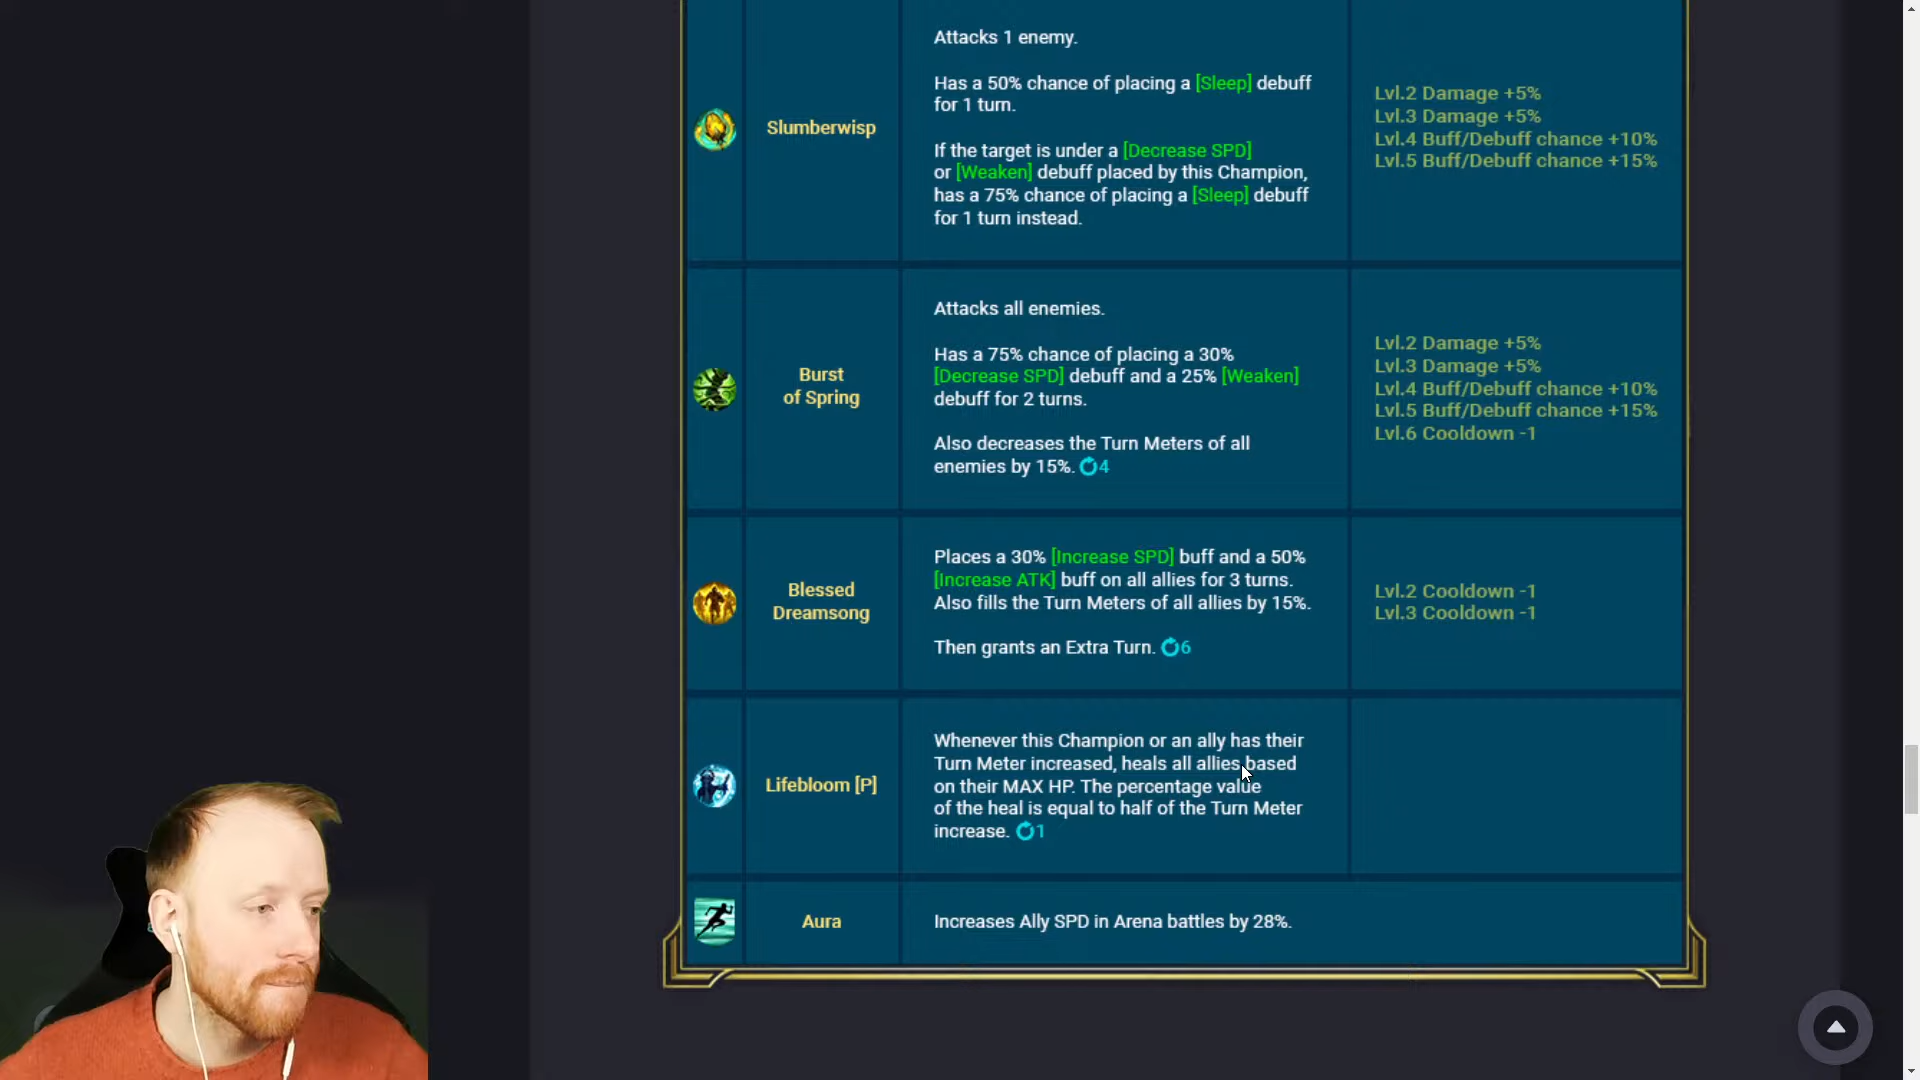 Attacks 1 enemy.
Has a 50% chance of placing a [Sleep] debuff
for 1 turn.
If the target is under a [Decrease SPD]
or [Weaken] debuff placed by this Champion,
has a 75% chance of placing a [Sleep] debuff
for 1 turn instead.
Slumberwisp
Lvl.2 Damage +5%
Lvl.3 Damage +5%
Lvl.4 Buff/Debuff chance +10%
Lvl.5 Buff/Debuff chance +15%
Burst
of Spring
Attacks all enemies.
Has a 75% chance of placing a 30%
[Decrease SPD] debuff and a 25% [Weaken]
debuff for 2 turns.
Also decreases the Turn Meters of all
enemies by 15%. 4
Lvl.2 Damage +5%
Lvl.3 Damage +5%
Lvl.4 Buff/Debuff chance +10%
Lvl.5 Buff/Debuff chance +15%
Lvl.6 Cooldown -1
Blessed
Dreamsong
Places a 30% [Increase SPD] buff and a 50%
[Increase ATK] buff on all allies for 3 turns.
Also fills the Turn Meters of all allies by 15%.
Then grants an Extra Turn. 6
Lvl.2 Cooldown -1
Lvl.3 Cooldown -1
Lifebloom [P]
Whenever this Champion or an ally has their
Turn Meter increased, heals all allies based
on their MAX HP. The percentage value
of the heal is equal to half of the Turn Meter
increase. 1
Aura
Increases Ally SPD in Arena battles by 28%.